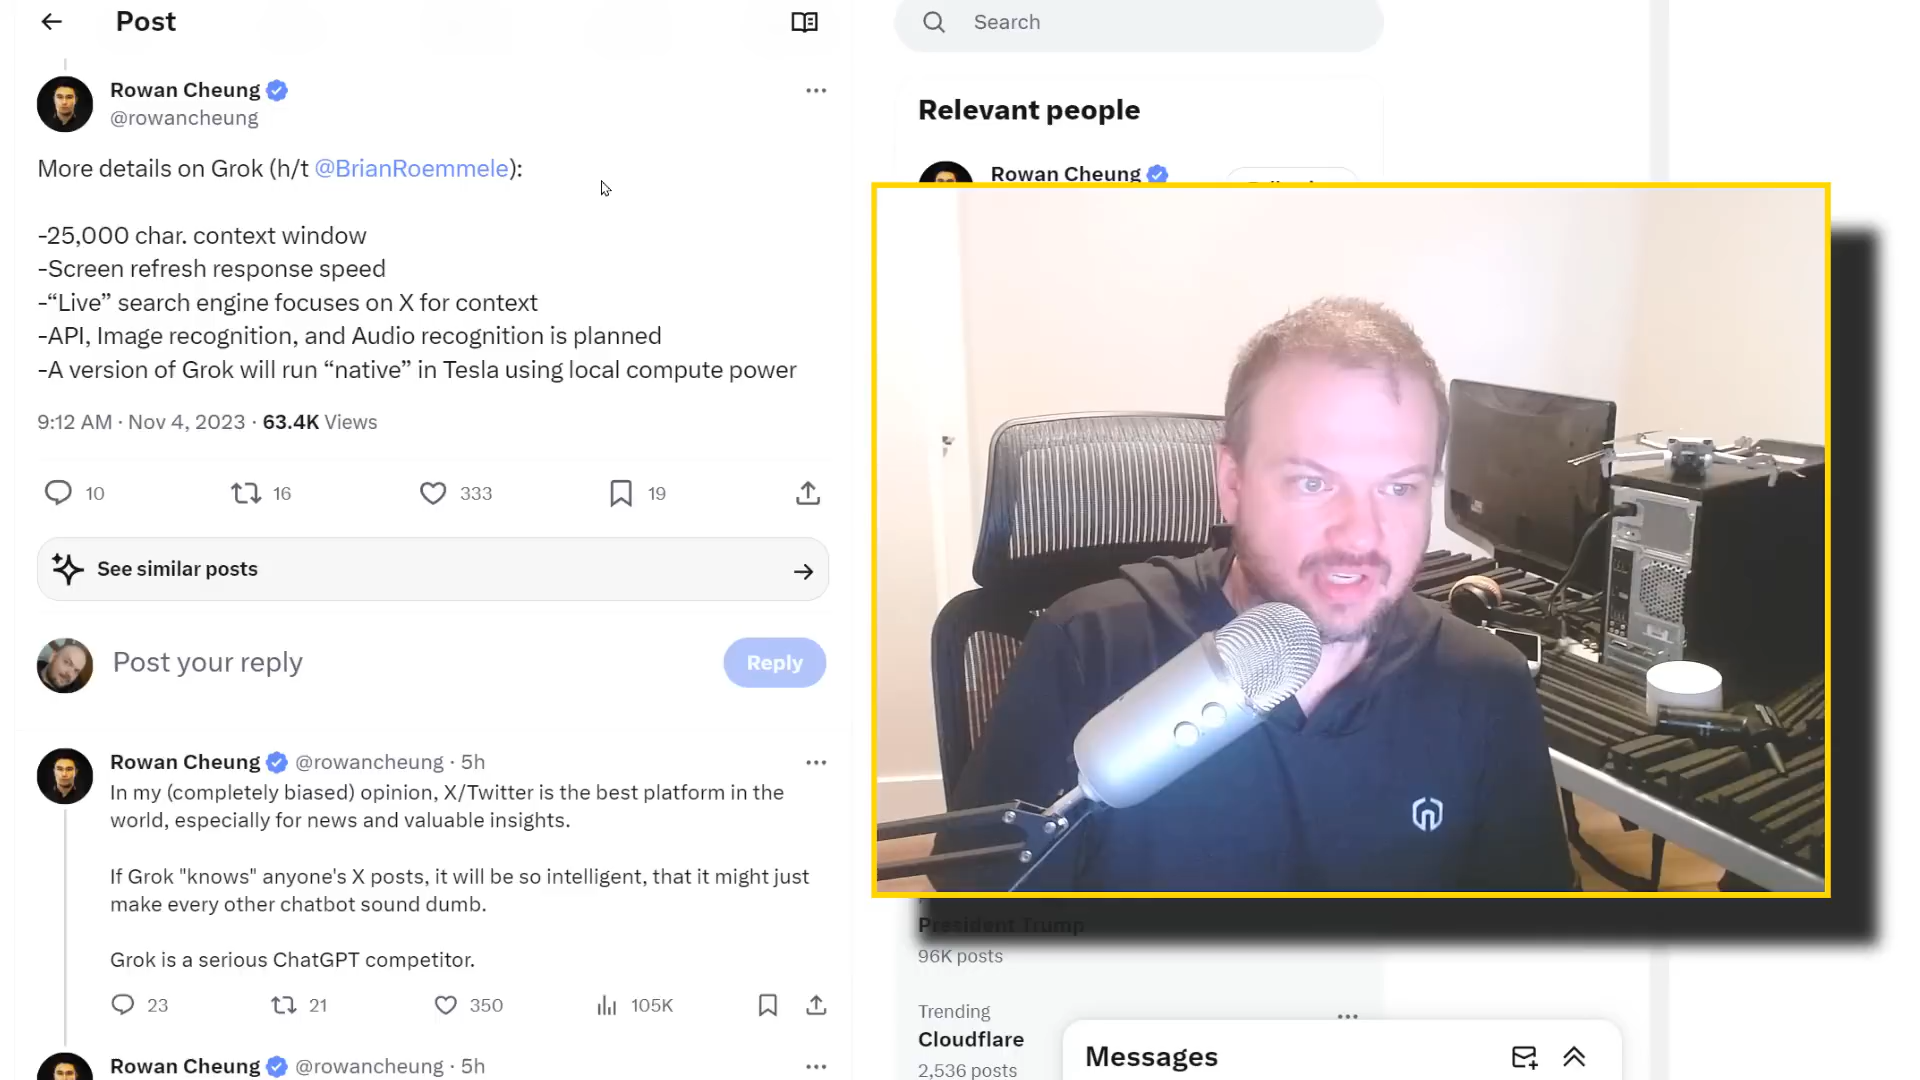 Post
Search
Rowan Cheung
@rowancheung
More details on Grok (h/t @BrianRoemmele):
-25,000 char. context window
-Screen refresh response speed
-“Live” search engine focuses on X for context
-API, Image recognition, and Audio recognition is planned
-A version of Grok will run “native” in Tesla using local compute power
9:12 AM · Nov 4, 2023 · 63.4K Views
10 16 333 19
See similar posts
Post your reply
Reply
Rowan Cheung @rowancheung · 5h
In my (completely biased) opinion, X/Twitter is the best platform in the
world, especially for news and valuable insights.
If Grok "knows" anyone's X posts, it will be so intelligent, that it might just
make every other chatbot sound dumb.
Grok is a serious ChatGPT competitor.
23 21 350 105K
Rowan Cheung @rowancheung · 5h
Relevant people
Rowan Cheung
President Trump
96K posts
Trending
Cloudflare
2,536 posts
Messages